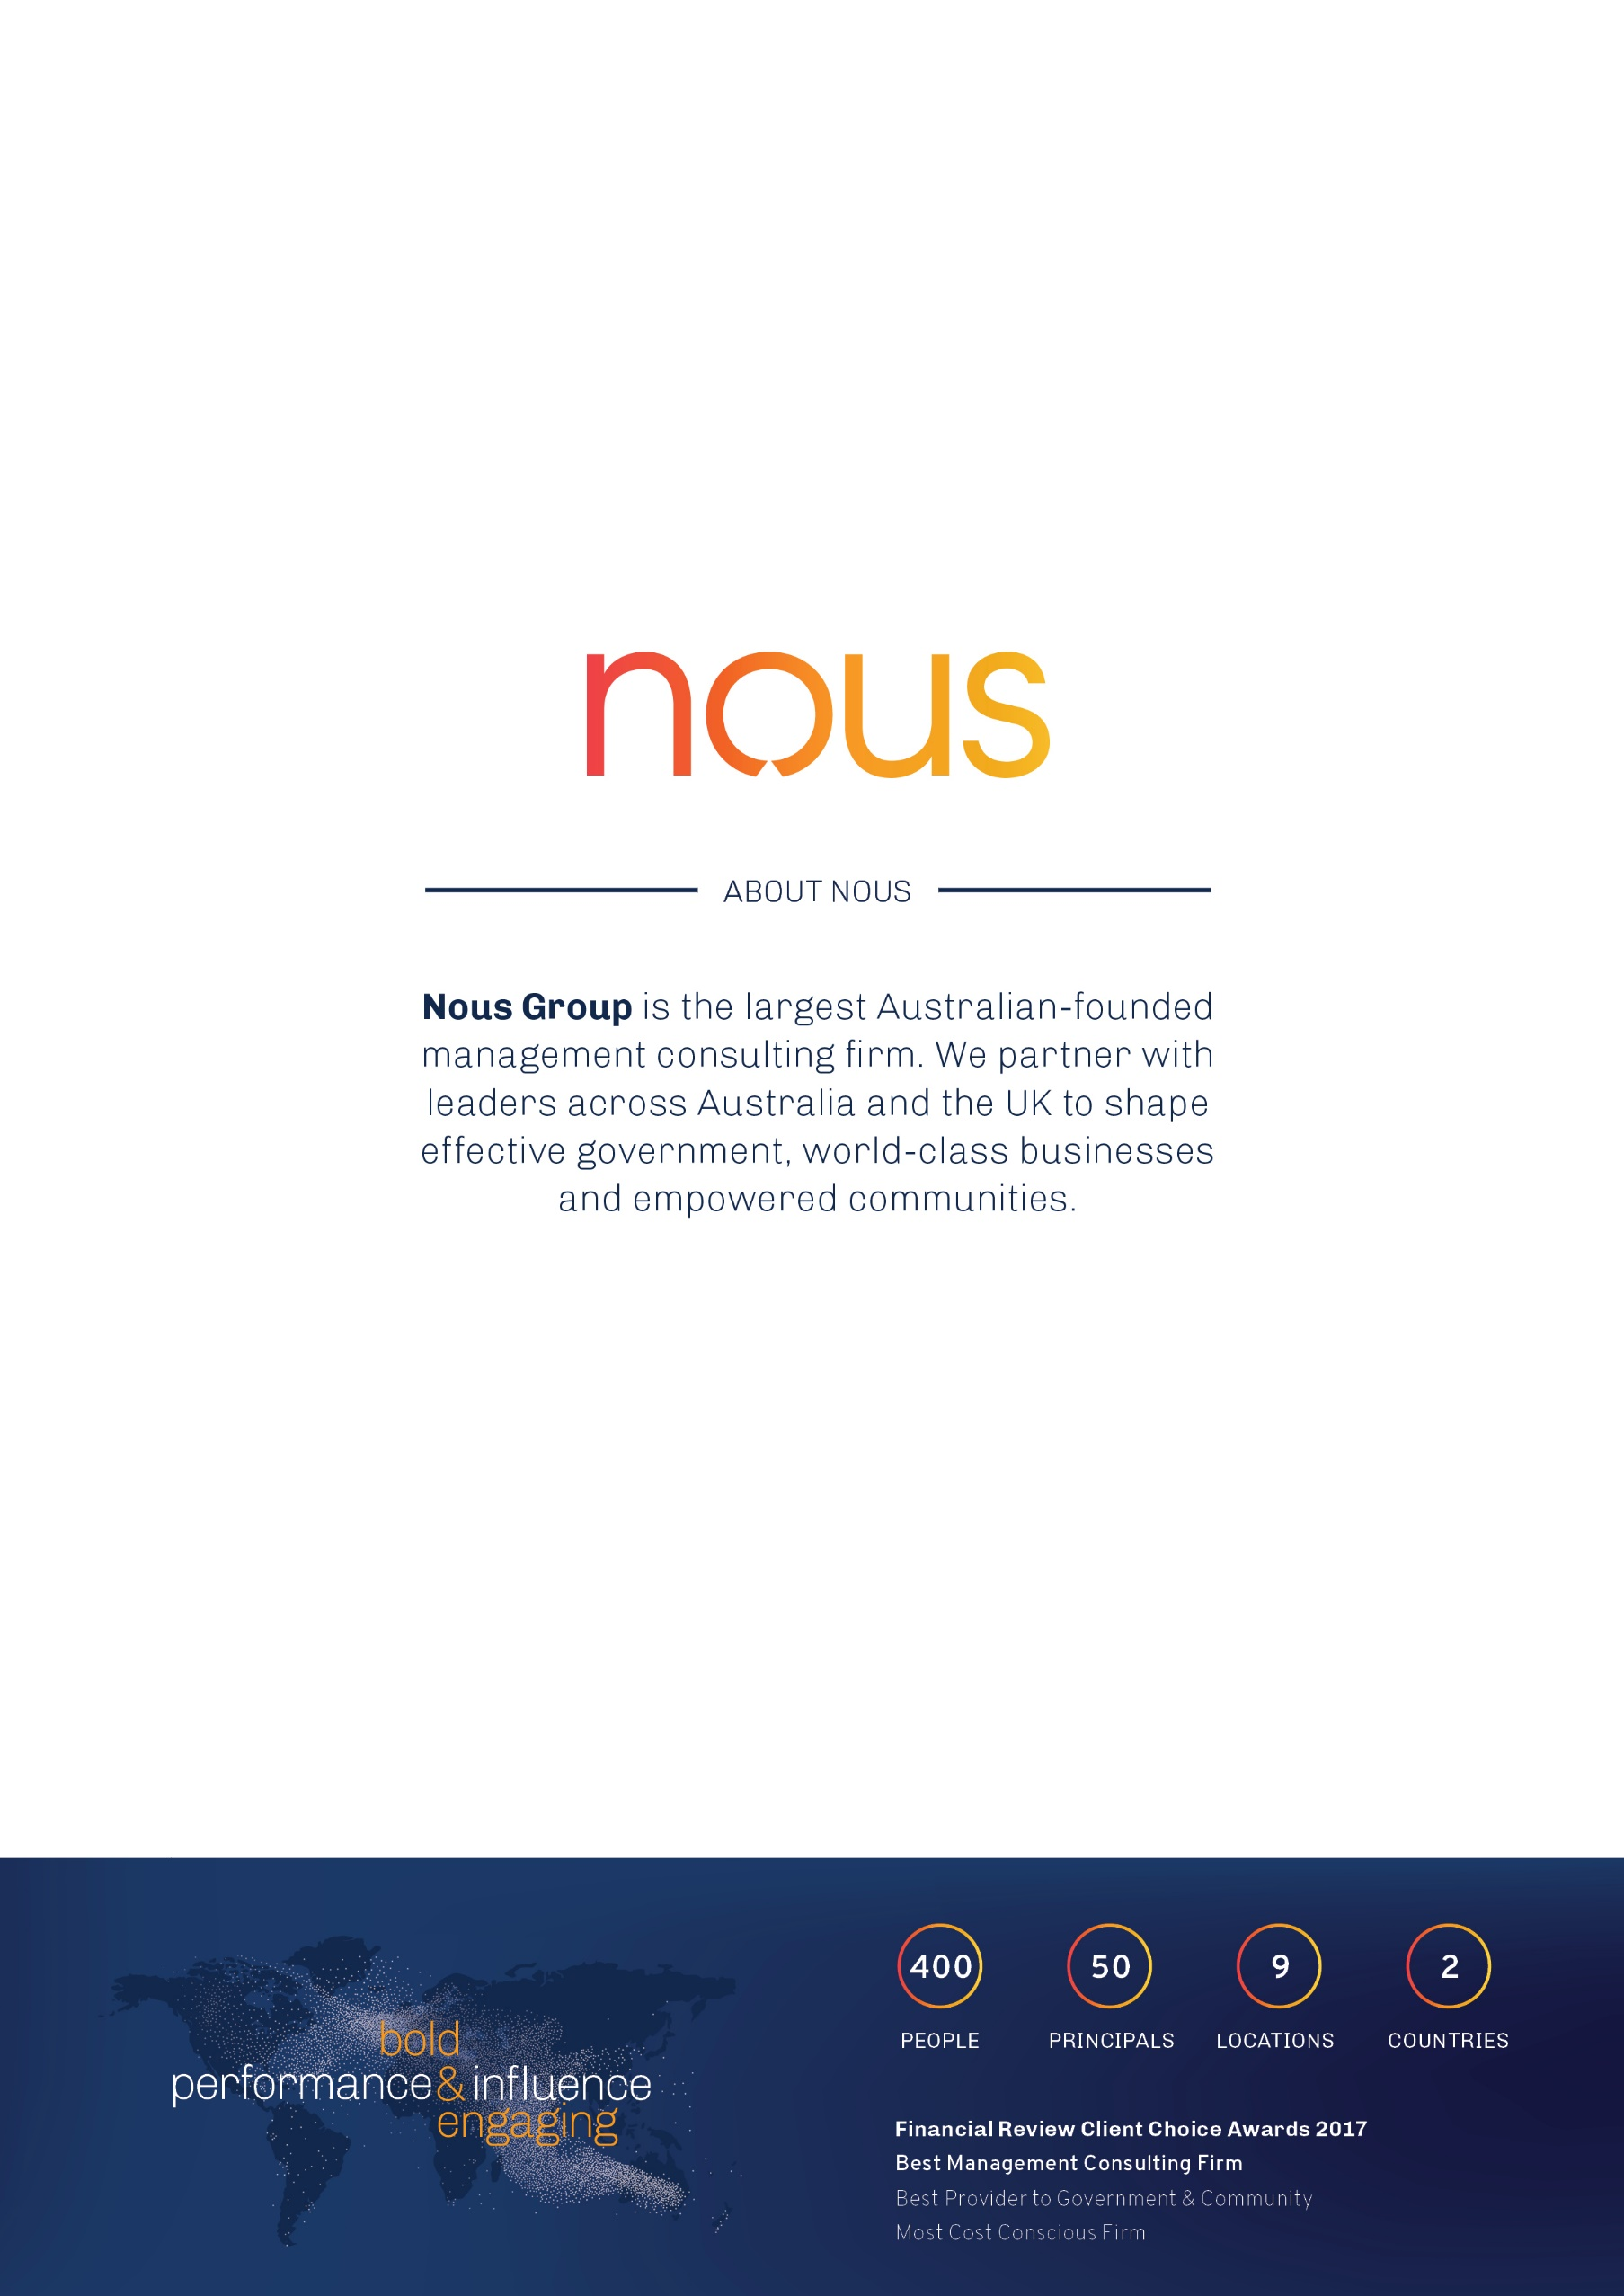 nous
ABOUT NOUS
Nous Group is the largest Australian-founded
management consulting firm. We partner with
leaders across Australia and the UK to shape
effective government, world-class businesses
and empowered communities.
bold
performance & influence
engaging
400
PEOPLE
50
PRINCIPALS
9
LOCATIONS
2
COUNTRIES
Financial Review Client Choice Awards 2017
Best Management Consulting Firm
Best Provider to Government & Community
Most Cost Conscious Firm